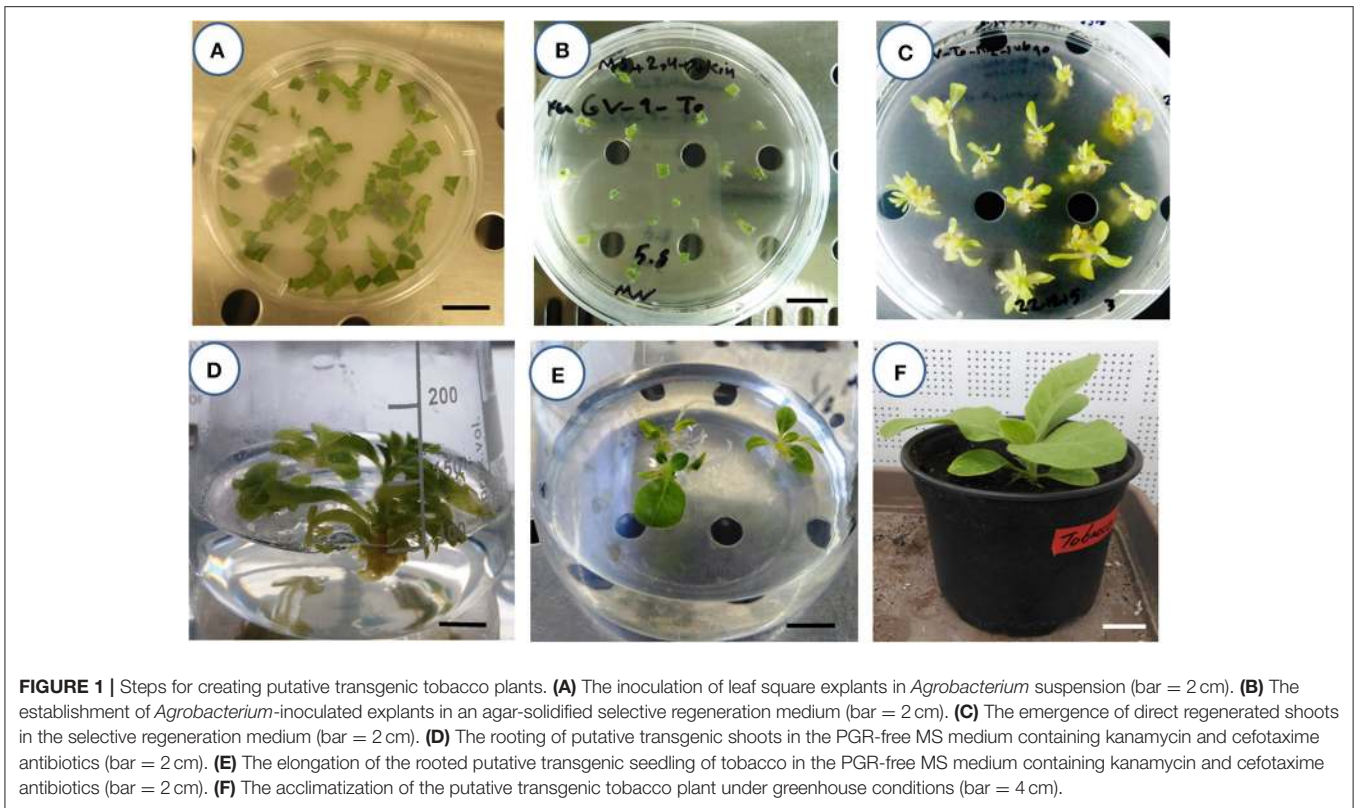 A
B
C
MS+2,4-D+kin
GV-1-To
5.8
MV
22.12.15
3
D
200
vol.
E
F
Tobacco
FIGURE 1 | Steps for creating putative transgenic tobacco plants. (A) The inoculation of leaf square explants in Agrobacterium suspension (bar = 2 cm). (B) The
establishment of Agrobacterium-inoculated explants in an agar-solidified selective regeneration medium (bar = 2 cm). (C) The emergence of direct regenerated shoots
in the selective regeneration medium (bar = 2 cm). (D) The rooting of putative transgenic shoots in the PGR-free MS medium containing kanamycin and cefotaxime
antibiotics (bar = 2 cm). (E) The elongation of the rooted putative transgenic seedling of tobacco in the PGR-free MS medium containing kanamycin and cefotaxime
antibiotics (bar = 2 cm). (F) The acclimatization of the putative transgenic tobacco plant under greenhouse conditions (bar = 4 cm).